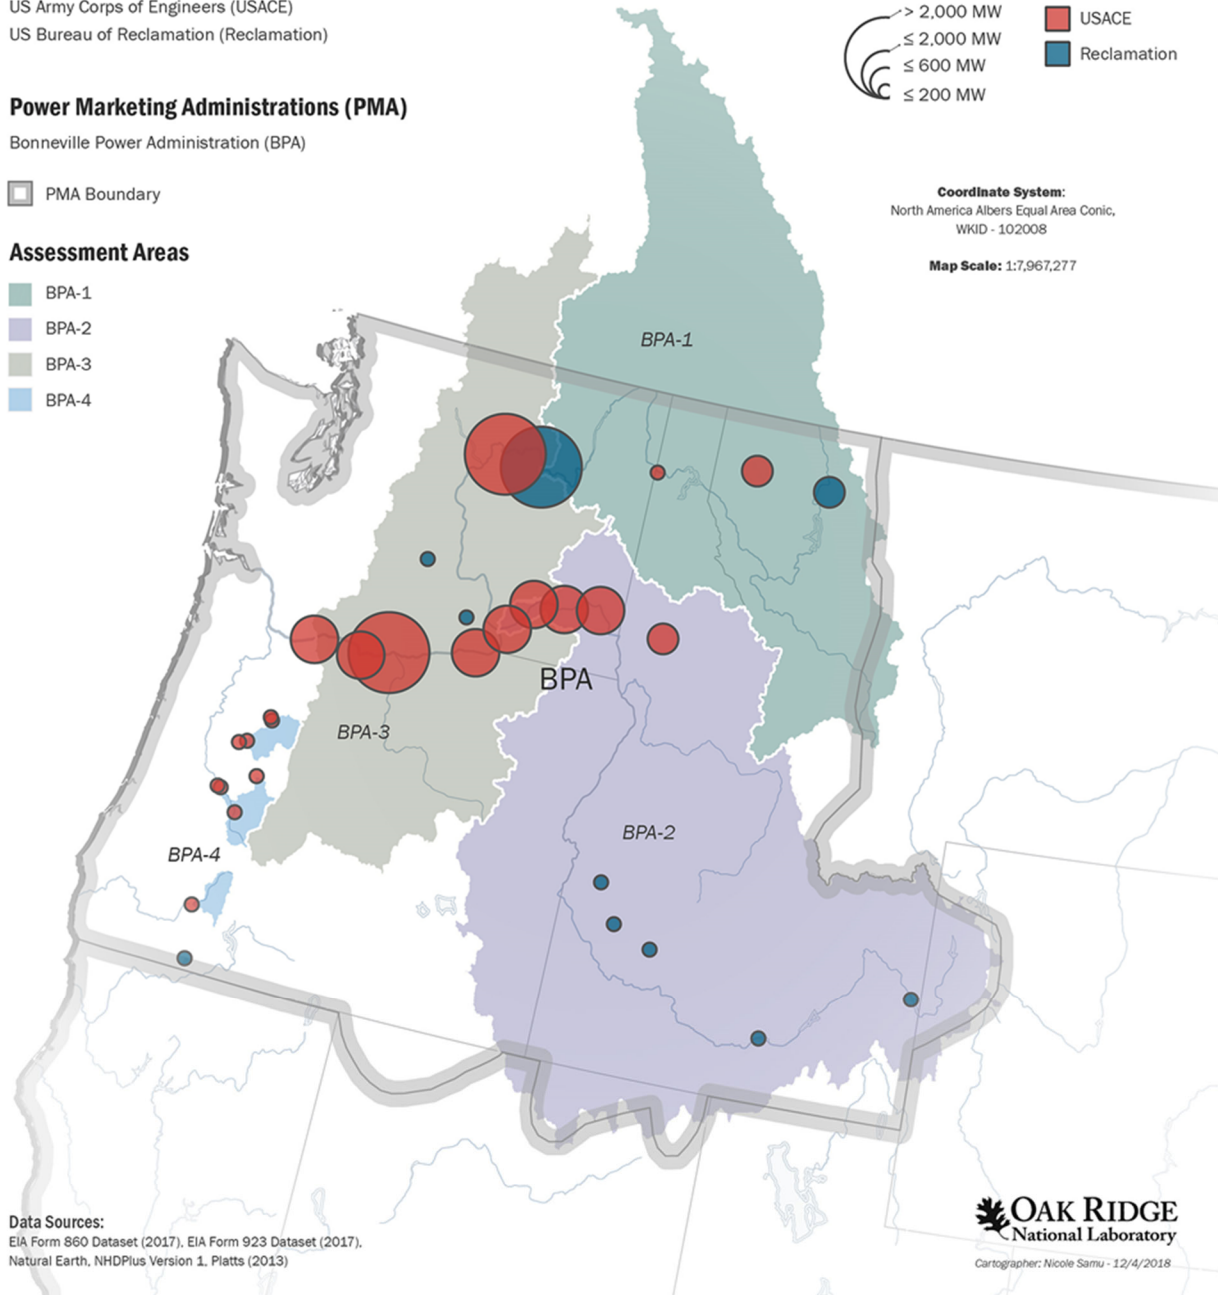 US Army Corps of Engineers (USACE)
US Bureau of Reclamation (Reclamation)
Power Marketing Administrations (PMA)
Bonneville Power Administration (BPA)
PMA Boundary
Assessment Areas
BPA-1
BPA-2
BPA-3
BPA-4
> 2,000 MW
≤ 2,000 MW
≤ 600 MW
≤ 200 MW
USACE
Reclamation
Coordinate System:
North America Albers Equal Area Conic,
WKID - 102008
Map Scale: 1:7,967,277
BPA-1
BPA
BPA-3
BPA-2
BPA-4
Data Sources:
EIA Form 860 Dataset (2017), EIA Form 923 Dataset (2017),
Natural Earth, NHDPlus Version 1, Platts (2013)
OAK RIDGE
National Laboratory
Cartographer: Nicole Samu - 12/4/2018